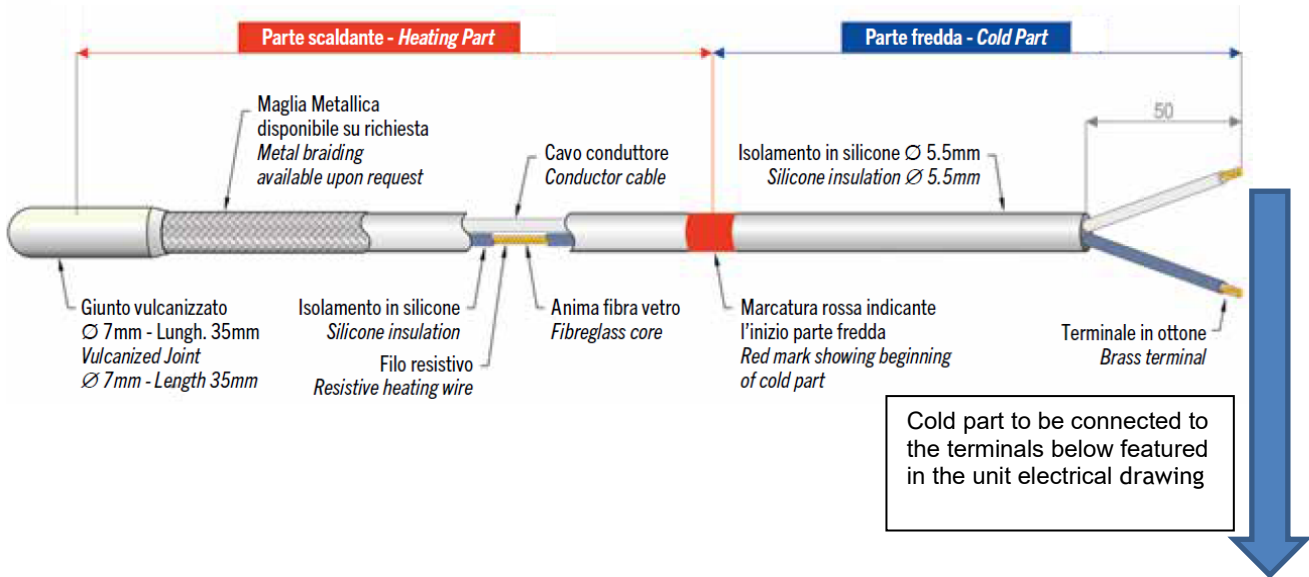 Parte scaldante - Heating Part
Parte fredda - Cold Part
Maglia Metallica
disponibile su richiesta
Metal braiding
available upon request
Cavo conduttore
Conductor cable
Isolamento in silicone Ø 5.5mm
Silicone insulation Ø 5.5mm
50
Giunto vulcanizzato
Ø 7mm - Lungh. 35mm
Vulcanized Joint
Ø 7mm - Length 35mm
Isolamento in silicone
Silicone insulation
Filo resistivo
Resistive heating wire
Anima fibra vetro
Fibreglass core
Marcatura rossa indicante
l'inizio parte fredda
Red mark showing beginning
of cold part
Terminale in ottone
Brass terminal
Cold part to be connected to
the terminals below featured
in the unit electrical drawing